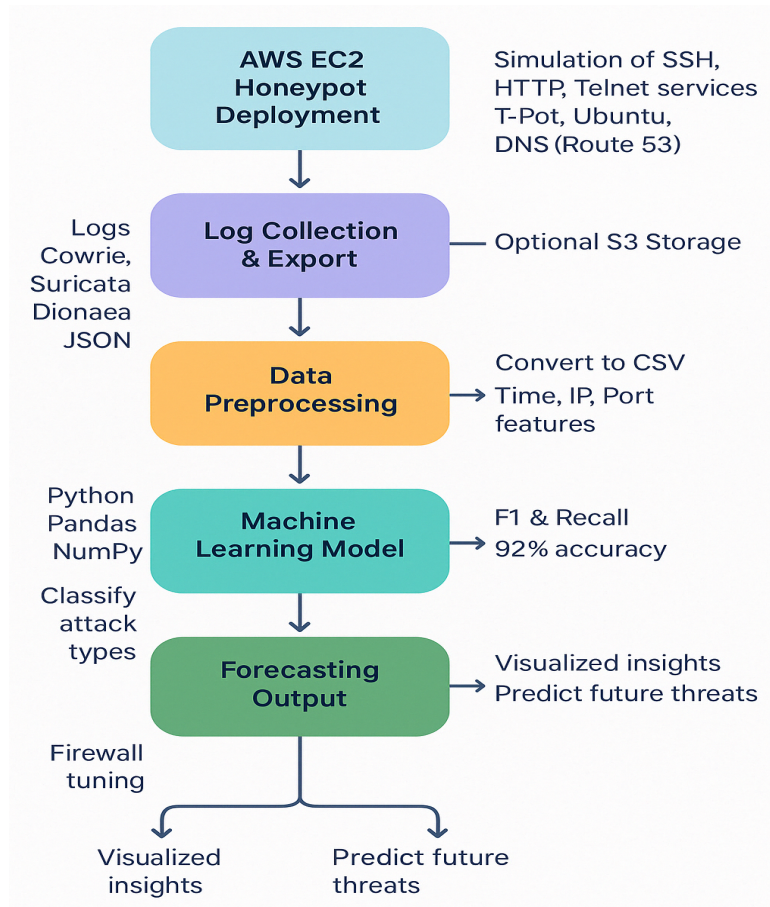 AWS EC2
Honeypot
Deployment
Simulation of SSH,
HTTP, Telnet services
T-Pot, Ubuntu,
DNS (Route 53)
Logs
Cowrie,
Suricata
Dionaea
JSON
Log Collection
& Export
Optional S3 Storage
Data
Preprocessing
Convert to CSV
Time, IP, Port
features
Python
Pandas
NumPy
Machine
Learning Model
F1 & Recall
92% accuracy
Classify
attack
types
Forecasting
Output
Visualized insights
Predict future threats
Firewall
tuning
Visualized
insights
Predict future
threats